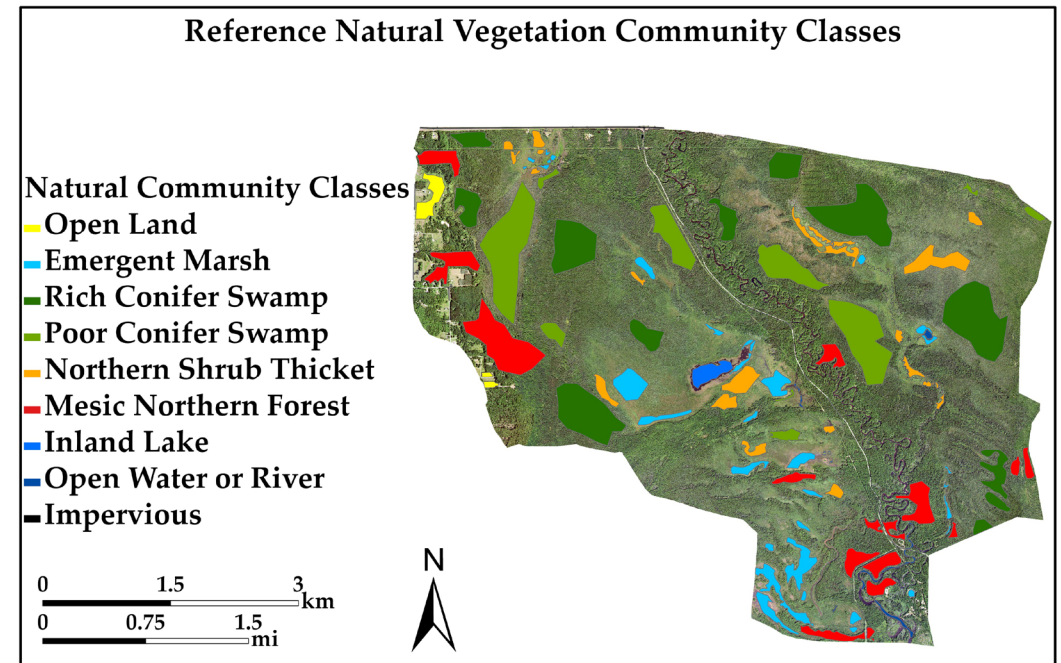 Reference Natural Vegetation Community Classes
Natural Community Classes
Open Land
Emergent Marsh
Rich Conifer Swamp
Poor Conifer Swamp
Northern Shrub Thicket
Mesic Northern Forest
Inland Lake
Open Water or River
Impervious
N
0 1.5 3
km
0 0.75 1.5
mi